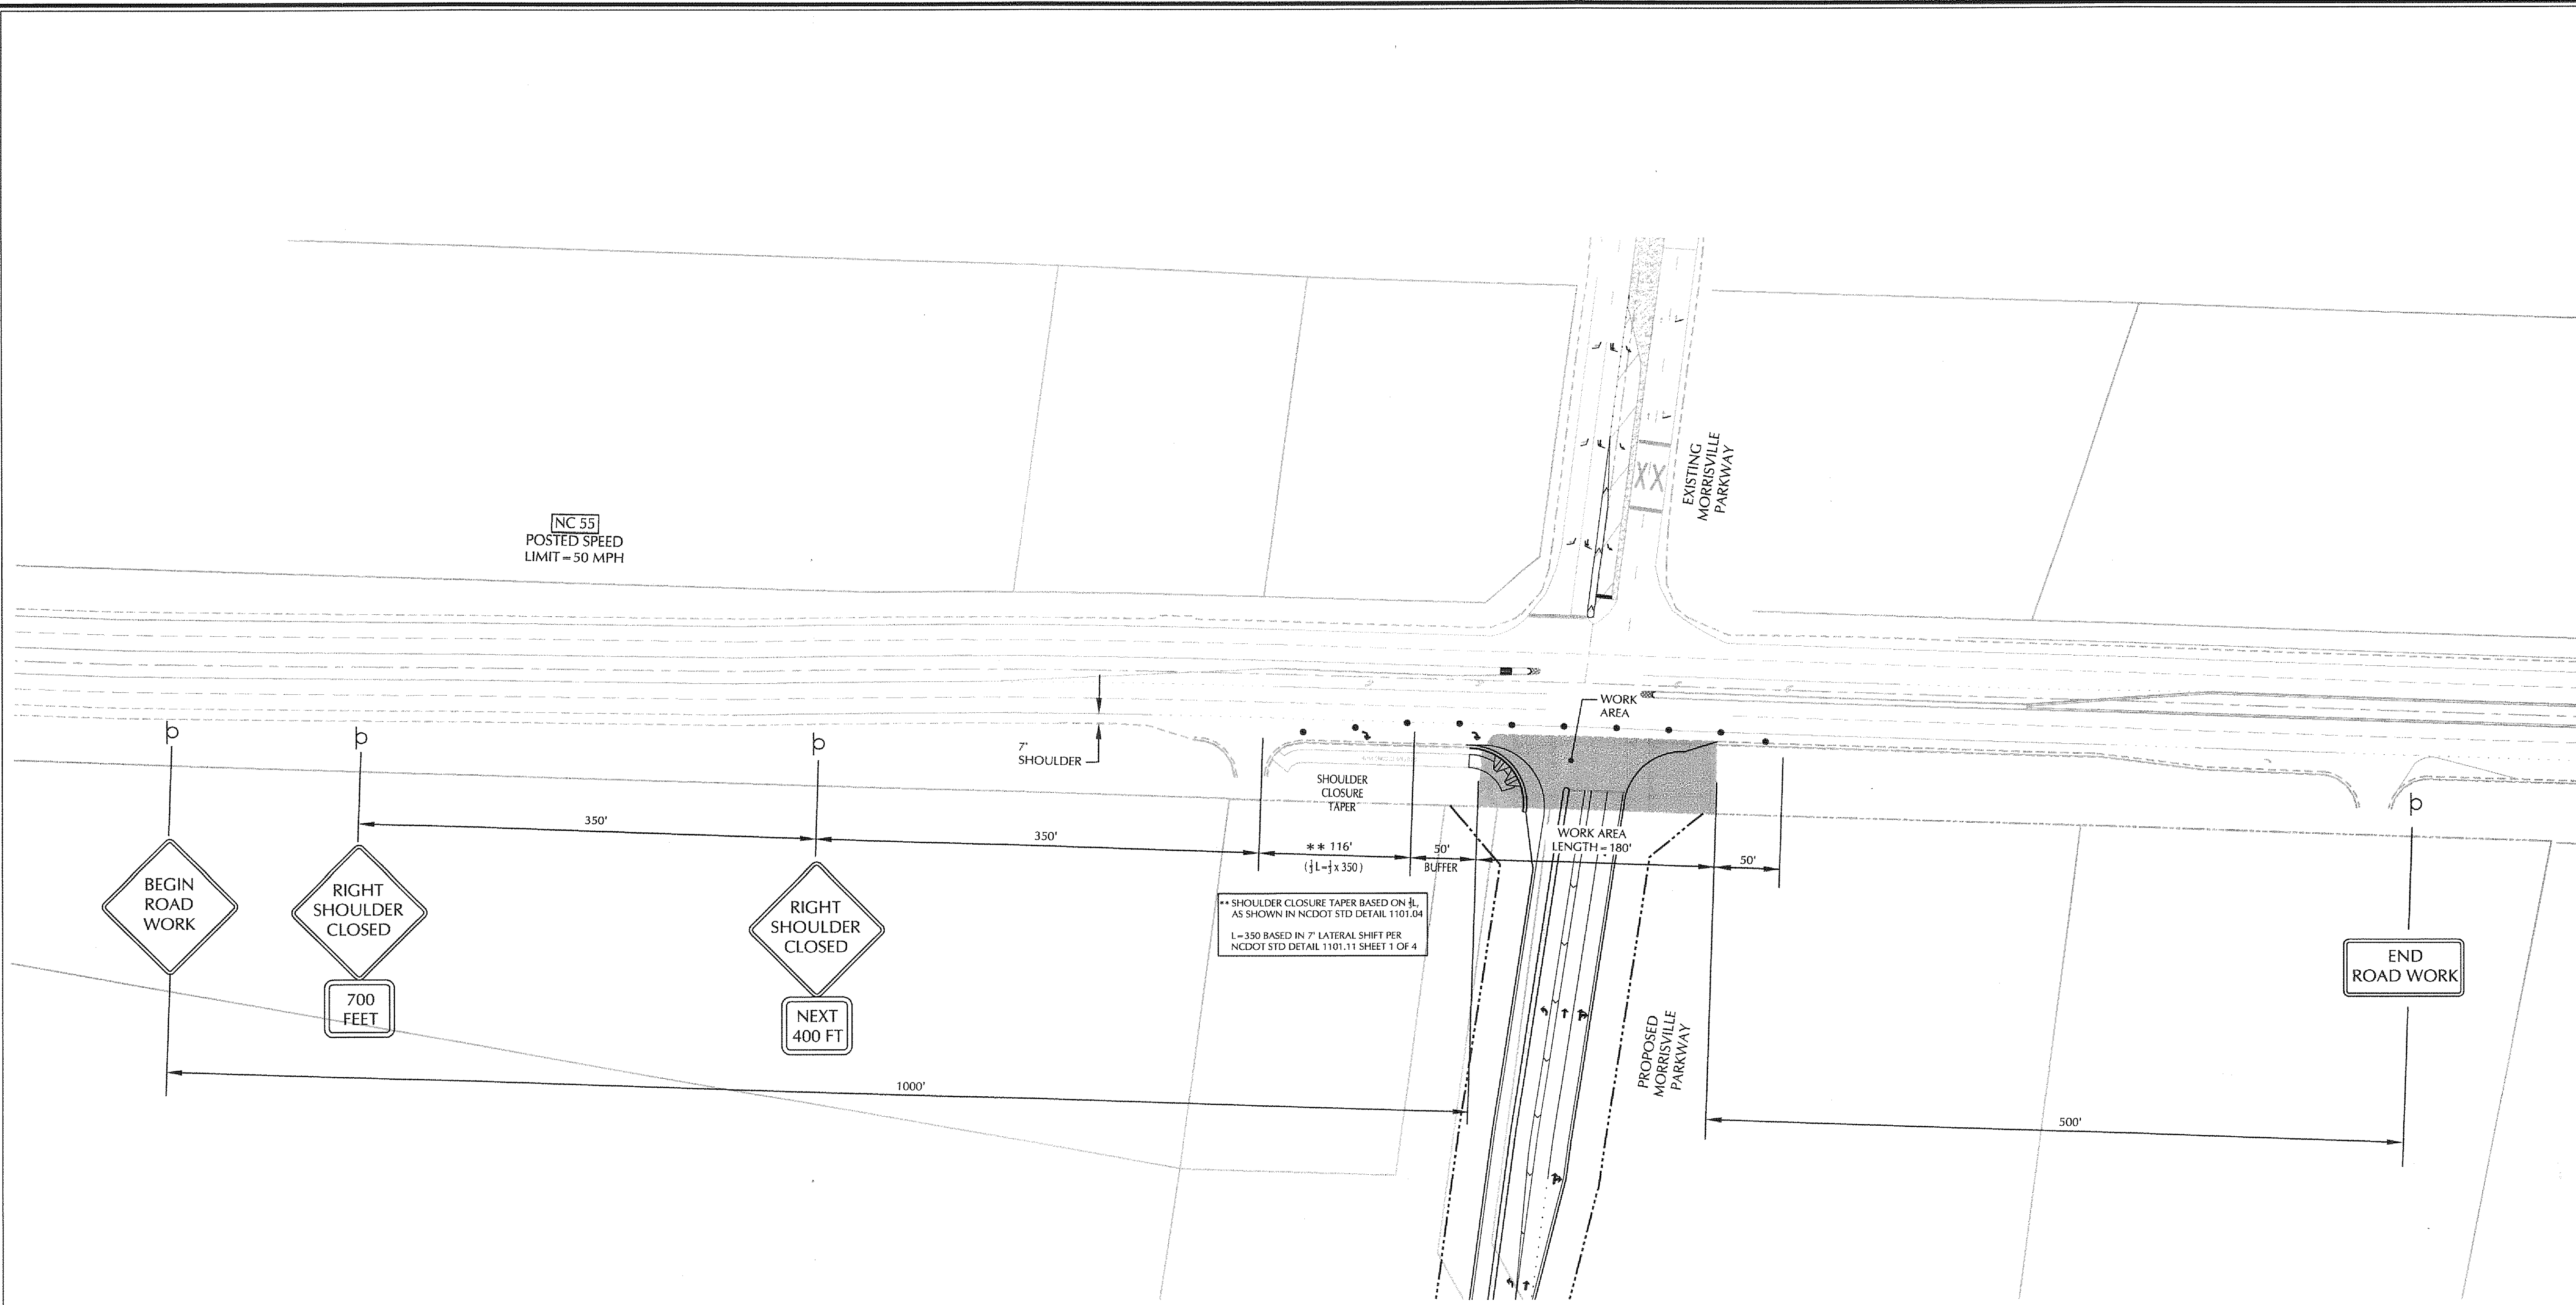 EXISTING
MORRISVILLE
PARKWAY
NC 55
POSTED SPEED
LIMIT = 50 MPH
WORK
AREA
7'
SHOULDER
SHOULDER
CLOSURE
TAPER
350'
350'
** 116'
(⅓L=⅓ x 350)
50'
BUFFER
WORK AREA
LENGTH = 180'
50'
BEGIN
ROAD
WORK
RIGHT
SHOULDER
CLOSED
700
FEET
RIGHT
SHOULDER
CLOSED
NEXT
400 FT
** SHOULDER CLOSURE TAPER BASED ON ⅓L,
AS SHOWN IN NCDOT STD DETAIL 1101.04
L=350 BASED IN 7' LATERAL SHIFT PER
NCDOT STD DETAIL 1101.11 SHEET 1 OF 4
END
ROAD WORK
PROPOSED
MORRISVILLE
PARKWAY
1000'
500'